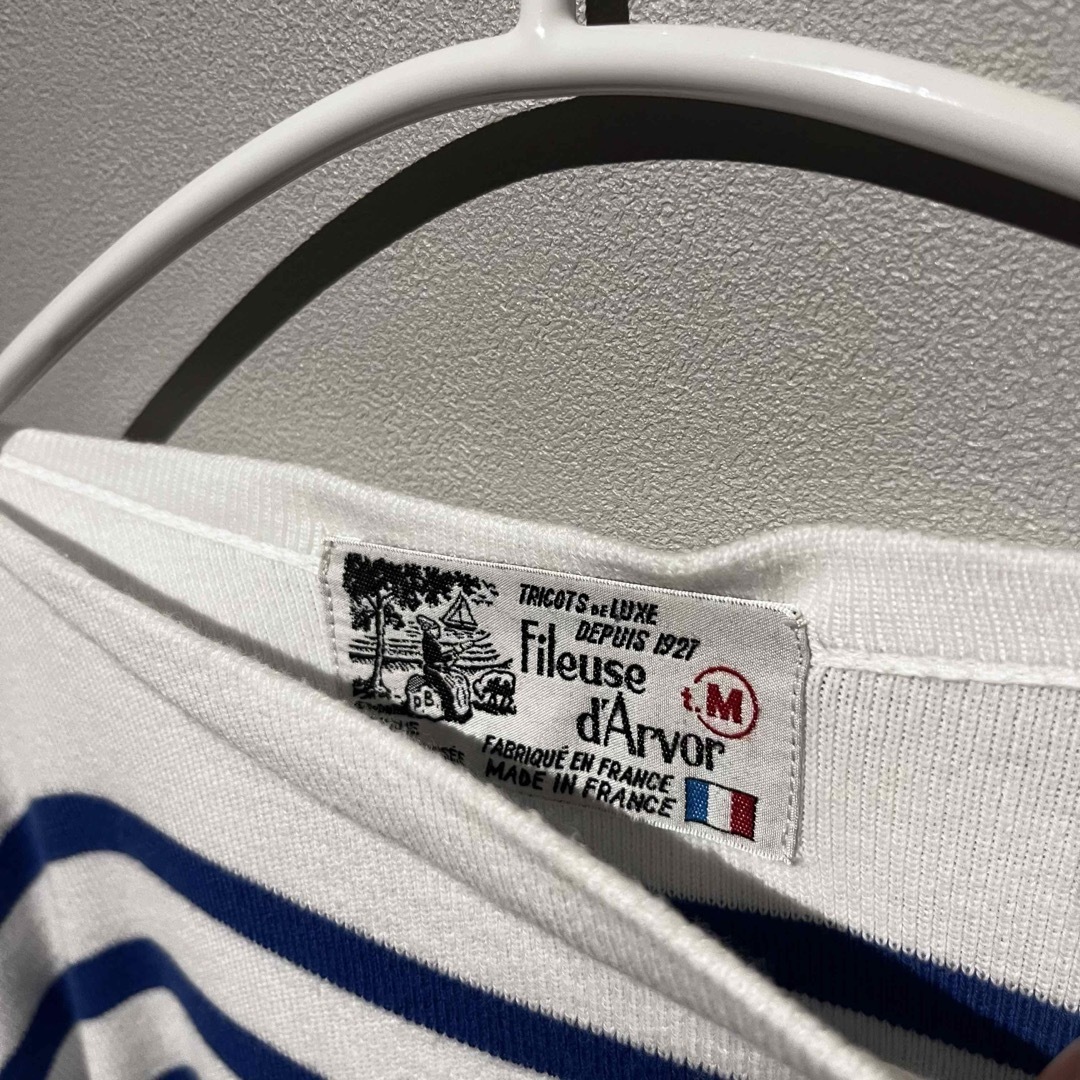 TRICOTS DE LUXE
DEPUIS 1927
Fileuse
d'Arvor
t.M
D.B.
FABRIQUÉ EN FRANCE
MADE IN FRANCE